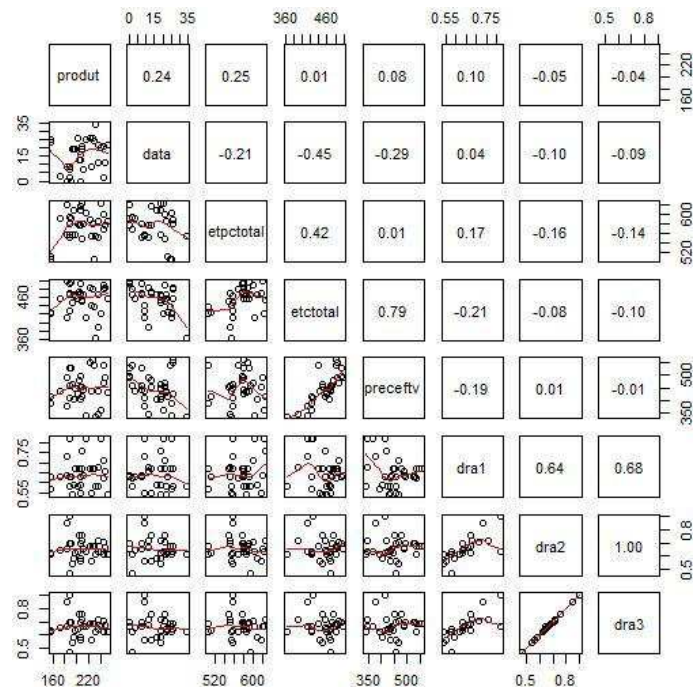 0 15 35 360 460 0.55 0.75 0.5 0.8
produt 0.24 0.25 0.01 0.08 0.10 -0.05 -0.04 160 220
0 15 35 data -0.21 -0.45 -0.29 0.04 -0.10 -0.09
etpctotal 0.42 0.01 0.17 -0.16 -0.14 520 600
360 460 etctotal 0.79 -0.21 -0.08 -0.10
preceftv -0.19 0.01 -0.01 350 500
0.55 0.75 dra1 0.64 0.68
dra2 1.00 0.5 0.8
0.5 0.8 dra3
160 220 520 600 350 500 0.5 0.8